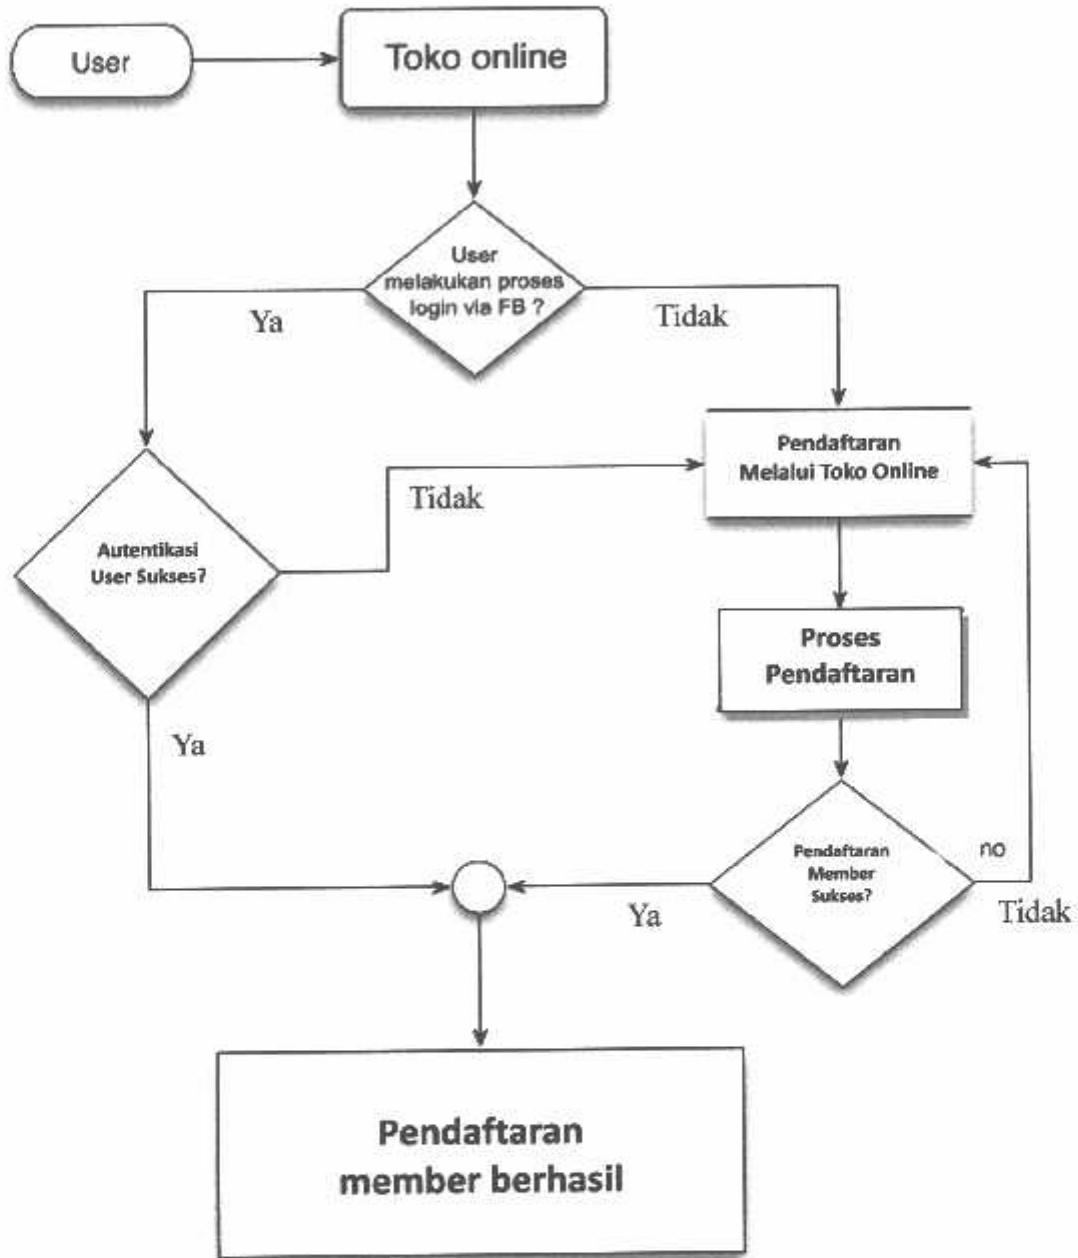 User
Toko online
User
melakukan proses
login via FB ?
Ya
Tidak
Pendaftaran
Melalui Toko Online
Tidak
Autentikasi
User Sukses?
Proses
Pendaftaran
Ya
Pendaftaran
Member
Sukses?
no
Ya
Tidak
Pendaftaran
member berhasil